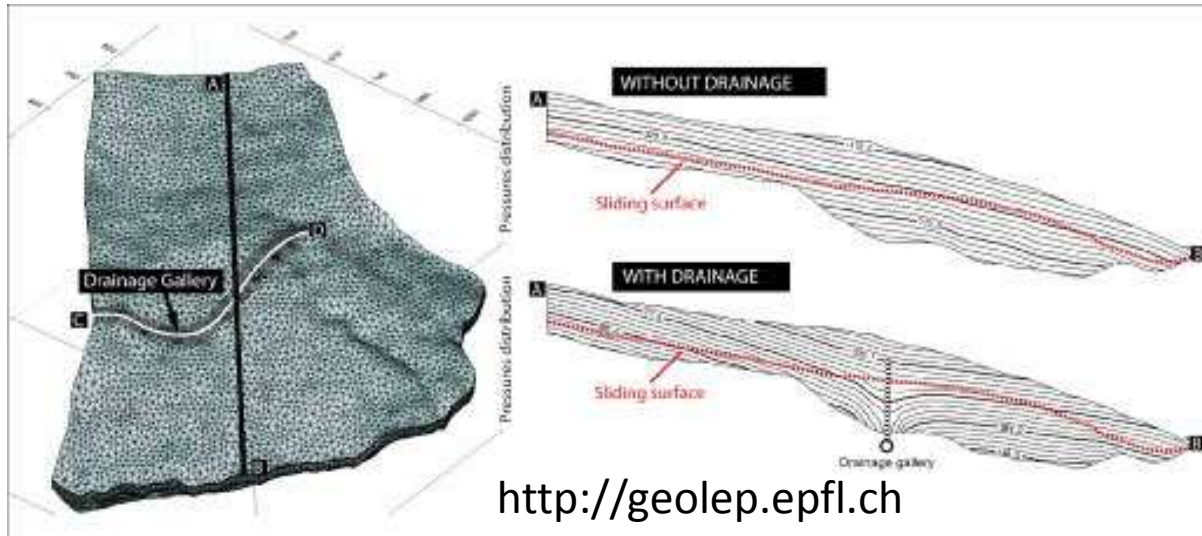 A
D
Drainage Gallery
C
B
WITHOUT DRAINAGE
Pressures distribution
A
Sliding surface
B
WITH DRAINAGE
Pressures distribution
A
Sliding surface
B
Drainage gallery
http://geolep.epfl.ch